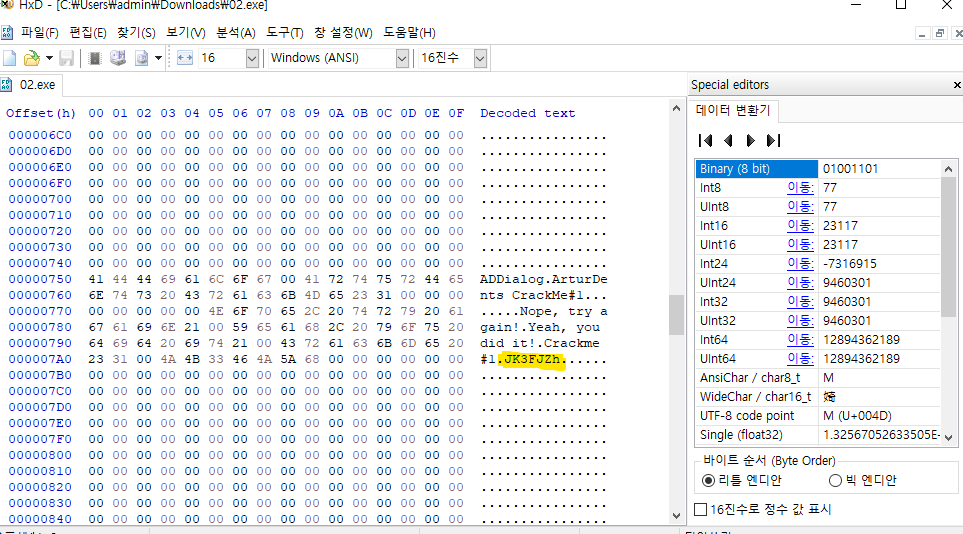 HxD - [C:₩Users₩admin₩Downloads₩02.exe]
파일(F) 편집(E) 찾기(S) 보기(V) 분석(A) 도구(T) 창 설정(W) 도움말(H)
16 Windows (ANSI) 16진수
02.exe
Offset(h) 00 01 02 03 04 05 06 07 08 09 0A 0B 0C 0D 0E 0F Decoded text
000006C0 00 00 00 00 00 00 00 00 00 00 00 00 00 00 00 00 ................
000006D0 00 00 00 00 00 00 00 00 00 00 00 00 00 00 00 00 ................
000006E0 00 00 00 00 00 00 00 00 00 00 00 00 00 00 00 00 ................
000006F0 00 00 00 00 00 00 00 00 00 00 00 00 00 00 00 00 ................
00000700 00 00 00 00 00 00 00 00 00 00 00 00 00 00 00 00 ................
00000710 00 00 00 00 00 00 00 00 00 00 00 00 00 00 00 00 ................
00000720 00 00 00 00 00 00 00 00 00 00 00 00 00 00 00 00 ................
00000730 00 00 00 00 00 00 00 00 00 00 00 00 00 00 00 00 ................
00000740 00 00 00 00 00 00 00 00 00 00 00 00 00 00 00 00 ................
00000750 41 44 44 69 61 6C 6F 67 00 41 72 74 75 72 44 65 ADDialog.ArturDe
00000760 6E 74 73 20 43 72 61 63 6B 4D 65 23 31 00 00 00 nts CrackMe#1...
00000770 00 00 00 00 00 4E 6F 70 65 2C 20 74 72 79 20 61 .....Nope, try a
00000780 67 61 69 6E 21 00 59 65 61 68 2C 20 79 6F 75 20 gain!.Yeah, you
00000790 64 69 64 20 69 74 21 00 43 72 61 63 6B 6D 65 20 did it!.Crackme
000007A0 23 31 00 4A 4B 33 46 4A 5A 68 00 00 00 00 00 00 #1.JK3FJZh......
000007B0 00 00 00 00 00 00 00 00 00 00 00 00 00 00 00 00 ................
000007C0 00 00 00 00 00 00 00 00 00 00 00 00 00 00 00 00 ................
000007D0 00 00 00 00 00 00 00 00 00 00 00 00 00 00 00 00 ................
000007E0 00 00 00 00 00 00 00 00 00 00 00 00 00 00 00 00 ................
000007F0 00 00 00 00 00 00 00 00 00 00 00 00 00 00 00 00 ................
00000800 00 00 00 00 00 00 00 00 00 00 00 00 00 00 00 00 ................
00000810 00 00 00 00 00 00 00 00 00 00 00 00 00 00 00 00 ................
00000820 00 00 00 00 00 00 00 00 00 00 00 00 00 00 00 00 ................
00000830 00 00 00 00 00 00 00 00 00 00 00 00 00 00 00 00 ................
00000840 00 00 00 00 00 00 00 00 00 00 00 00 00 00 00 00 ................
Special editors
데이터 변환기
Binary (8 bit) 01001101
Int8 이동: 77
UInt8 이동: 77
Int16 이동: 23117
UInt16 이동: 23117
Int24 이동: -7316915
UInt24 이동: 9460301
Int32 이동: 9460301
UInt32 이동: 9460301
Int64 이동: 12894362189
UInt64 이동: 12894362189
AnsiChar / char8_t M
WideChar / char16_t
UTF-8 code point M (U+004D)
Single (float32) 1.32567052633505E-
바이트 순서 (Byte Order)
리틀 엔디안 빅 엔디안
16진수로 정수 값 표시